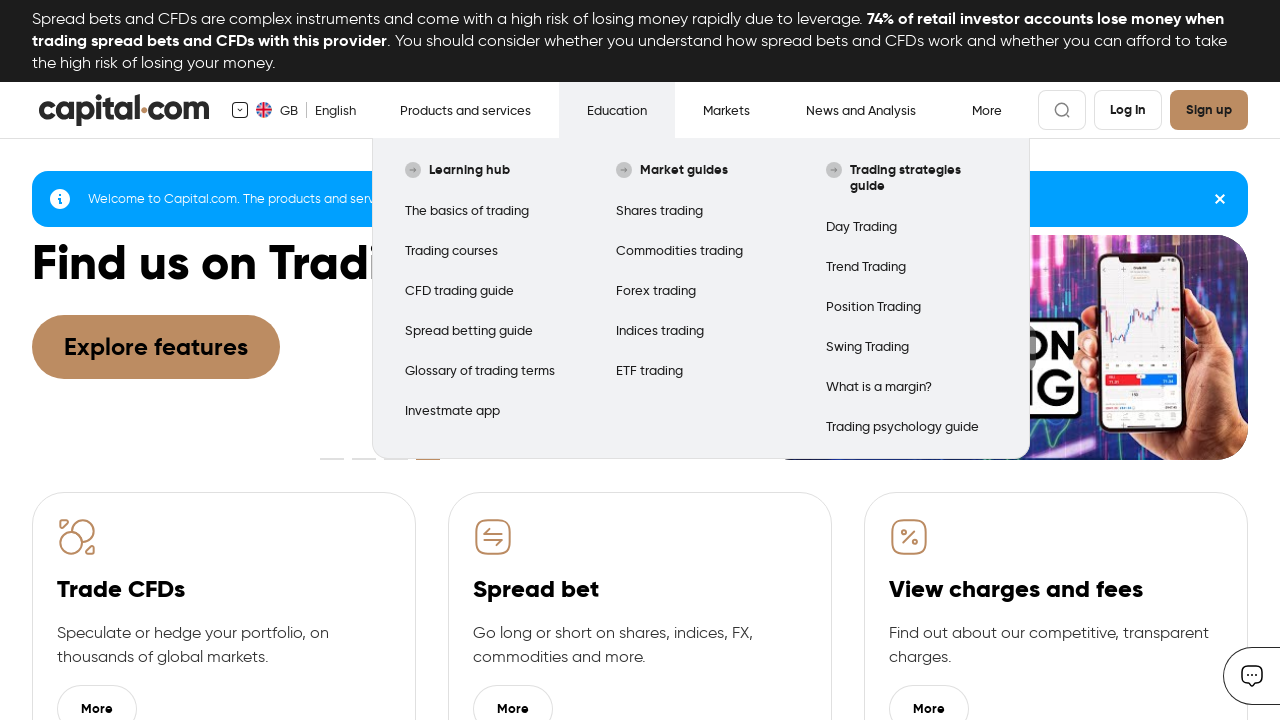 Spread bets and CFDs are complex instruments and come with a high risk of losing money rapidly due to leverage. 74% of retail investor accounts lose money when
trading spread bets and CFDs with this provider. You should consider whether you understand how spread bets and CFDs work and whether you can afford to take
the high risk of losing your money.
capital.com
GB English
Products and services
Education
Markets
News and Analysis
More
Log In
Sign up
Learning hub
The basics of trading
Trading courses
CFD trading guide
Spread betting guide
Glossary of trading terms
Investmate app
Market guides
Shares trading
Commodities trading
Forex trading
Indices trading
ETF trading
Trading strategies
guide
Day Trading
Trend Trading
Position Trading
Swing Trading
What is a margin?
Trading psychology guide
Welcome to Capital.com. The products and serv
Find us on Tradi
Explore features
Trade CFDs
Speculate or hedge your portfolio, on
thousands of global markets.
More
Spread bet
Go long or short on shares, indices, FX,
commodities and more.
More
View charges and fees
Find out about our competitive, transparent
charges.
More